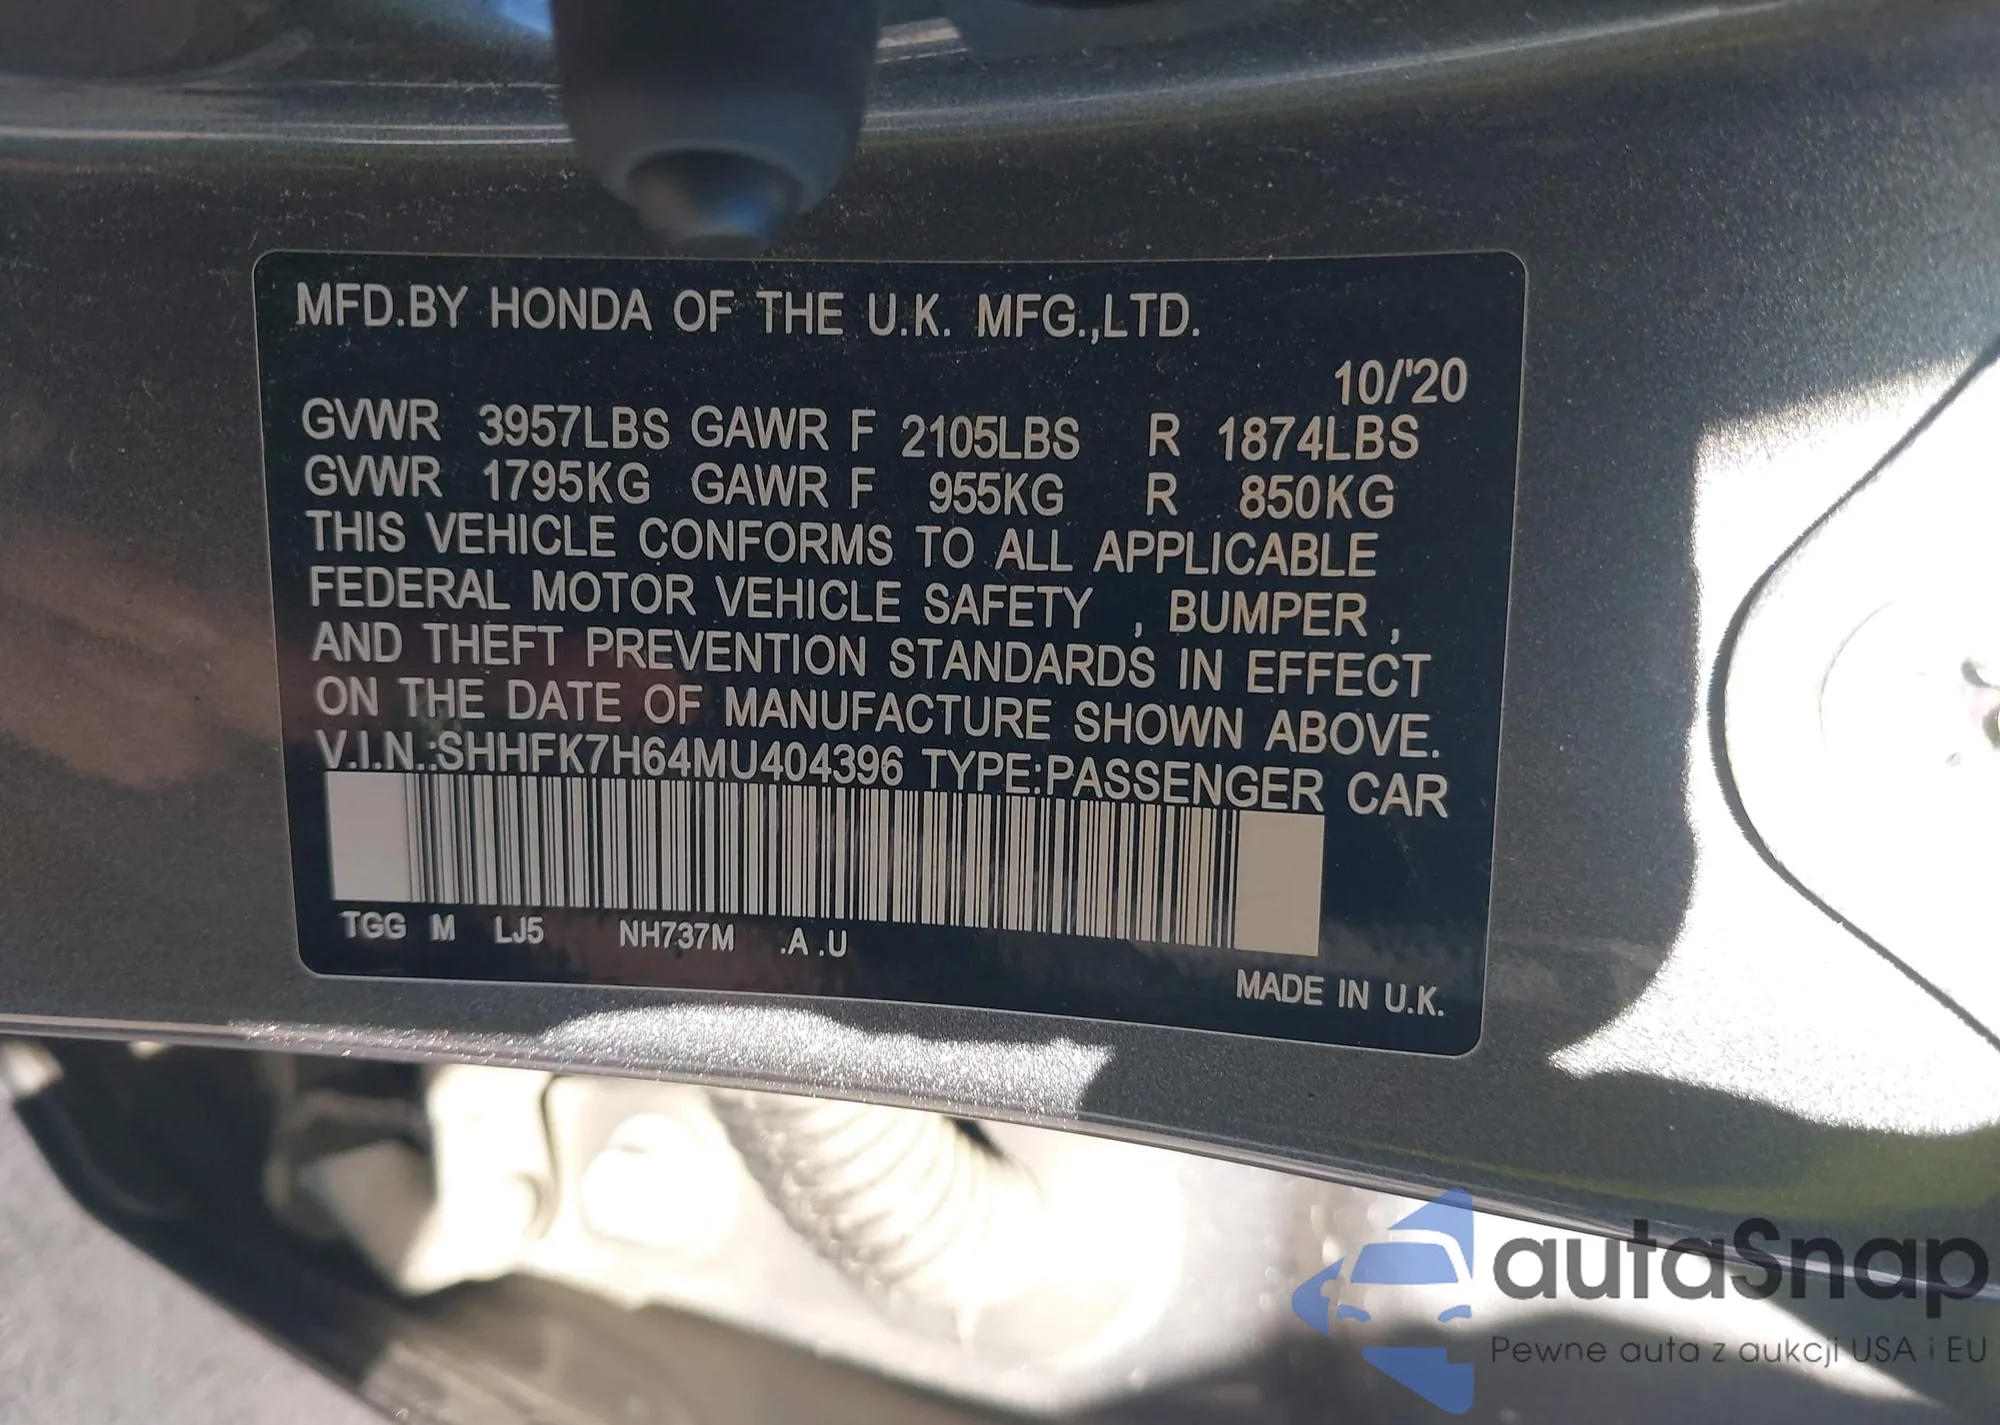 MFD.BY HONDA OF THE U.K. MFG.,LTD.
10/'20
GVWR 3957LBS GAWR F 2105LBS R 1874LBS
GVWR 1795KG GAWR F 955KG R 850KG
THIS VEHICLE CONFORMS TO ALL APPLICABLE
FEDERAL MOTOR VEHICLE SAFETY , BUMPER ,
AND THEFT PREVENTION STANDARDS IN EFFECT
ON THE DATE OF MANUFACTURE SHOWN ABOVE.
V.I.N.:SHHFK7H64MU404396 TYPE:PASSENGER CAR
TGG M LJ5 NH737M .A .U
MADE IN U.K.
autaSnap
Pewne auta z aukcji USA i EU